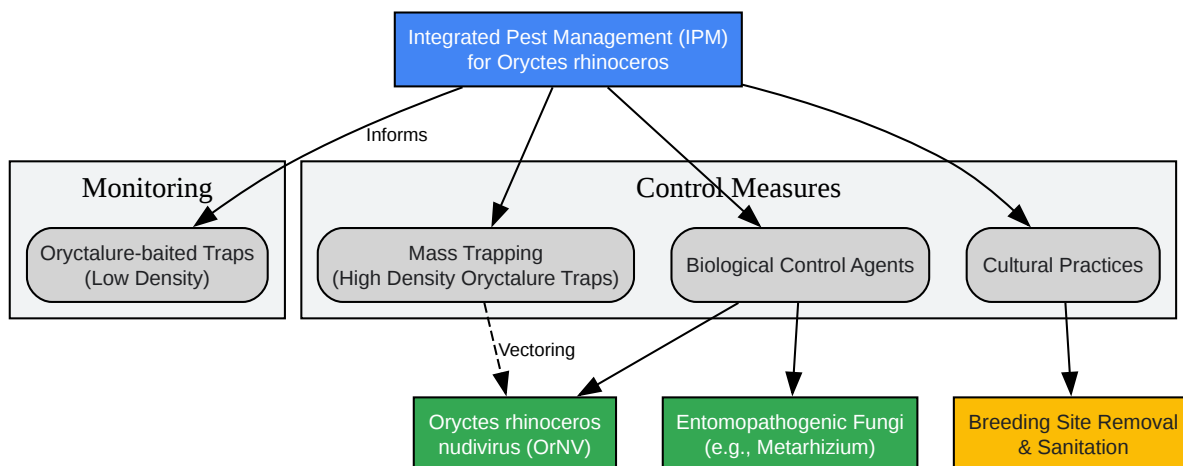 Integrated Pest Management (IPM)
for Oryctes rhinoceros
Informs
Monitoring
Control Measures
Oryctalure-baited Traps
(Low Density)
Mass Trapping
(High Density Oryctalure Traps)
Biological Control Agents
Cultural Practices
Vectoring
Oryctes rhinoceros
nudivirus (OrNV)
Entomopathogenic Fungi
(e.g., Metarhizium)
Breeding Site Removal
& Sanitation